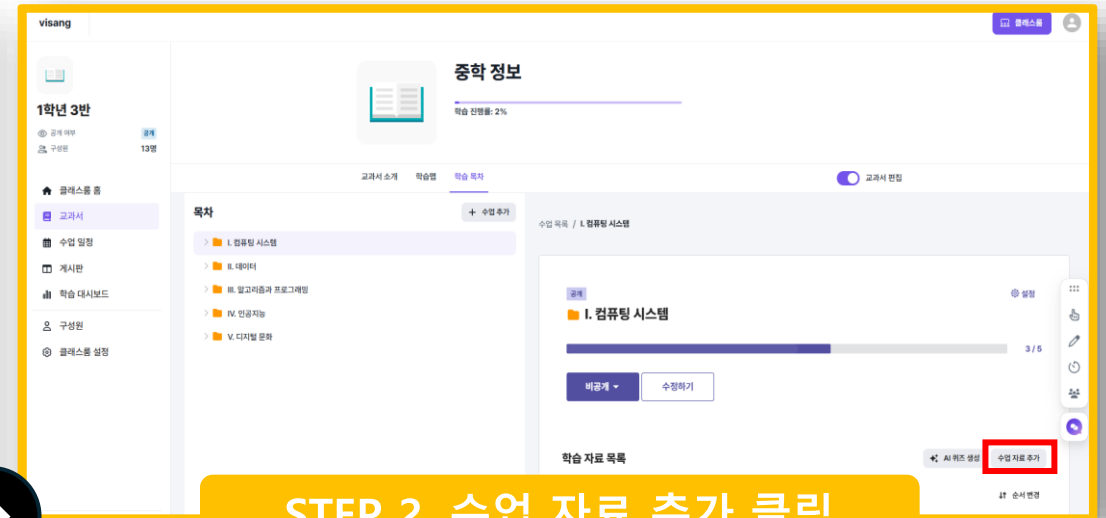 visang
클래스룸
중학 정보
학습 진행률: 2%
1학년 3반
공개 여부
공개
구성원
13명
클래스룸 홈
교과서
수업 일정
게시판
학습 대시보드
구성원
클래스룸 설정
교과서 소개 학습맵 학습 목차
교과서 편집
목차
+ 수업 추가
I. 컴퓨팅 시스템
II. 데이터
III. 알고리즘과 프로그래밍
IV. 인공지능
V. 디지털 문화
수업 목록 / I. 컴퓨팅 시스템
공개
설정
I. 컴퓨팅 시스템
3 / 5
비공개
수정하기
학습 자료 목록
AI 퀴즈 생성
수업 자료 추가
순서 변경
STEP 2. 수업 자료 추가 클릭